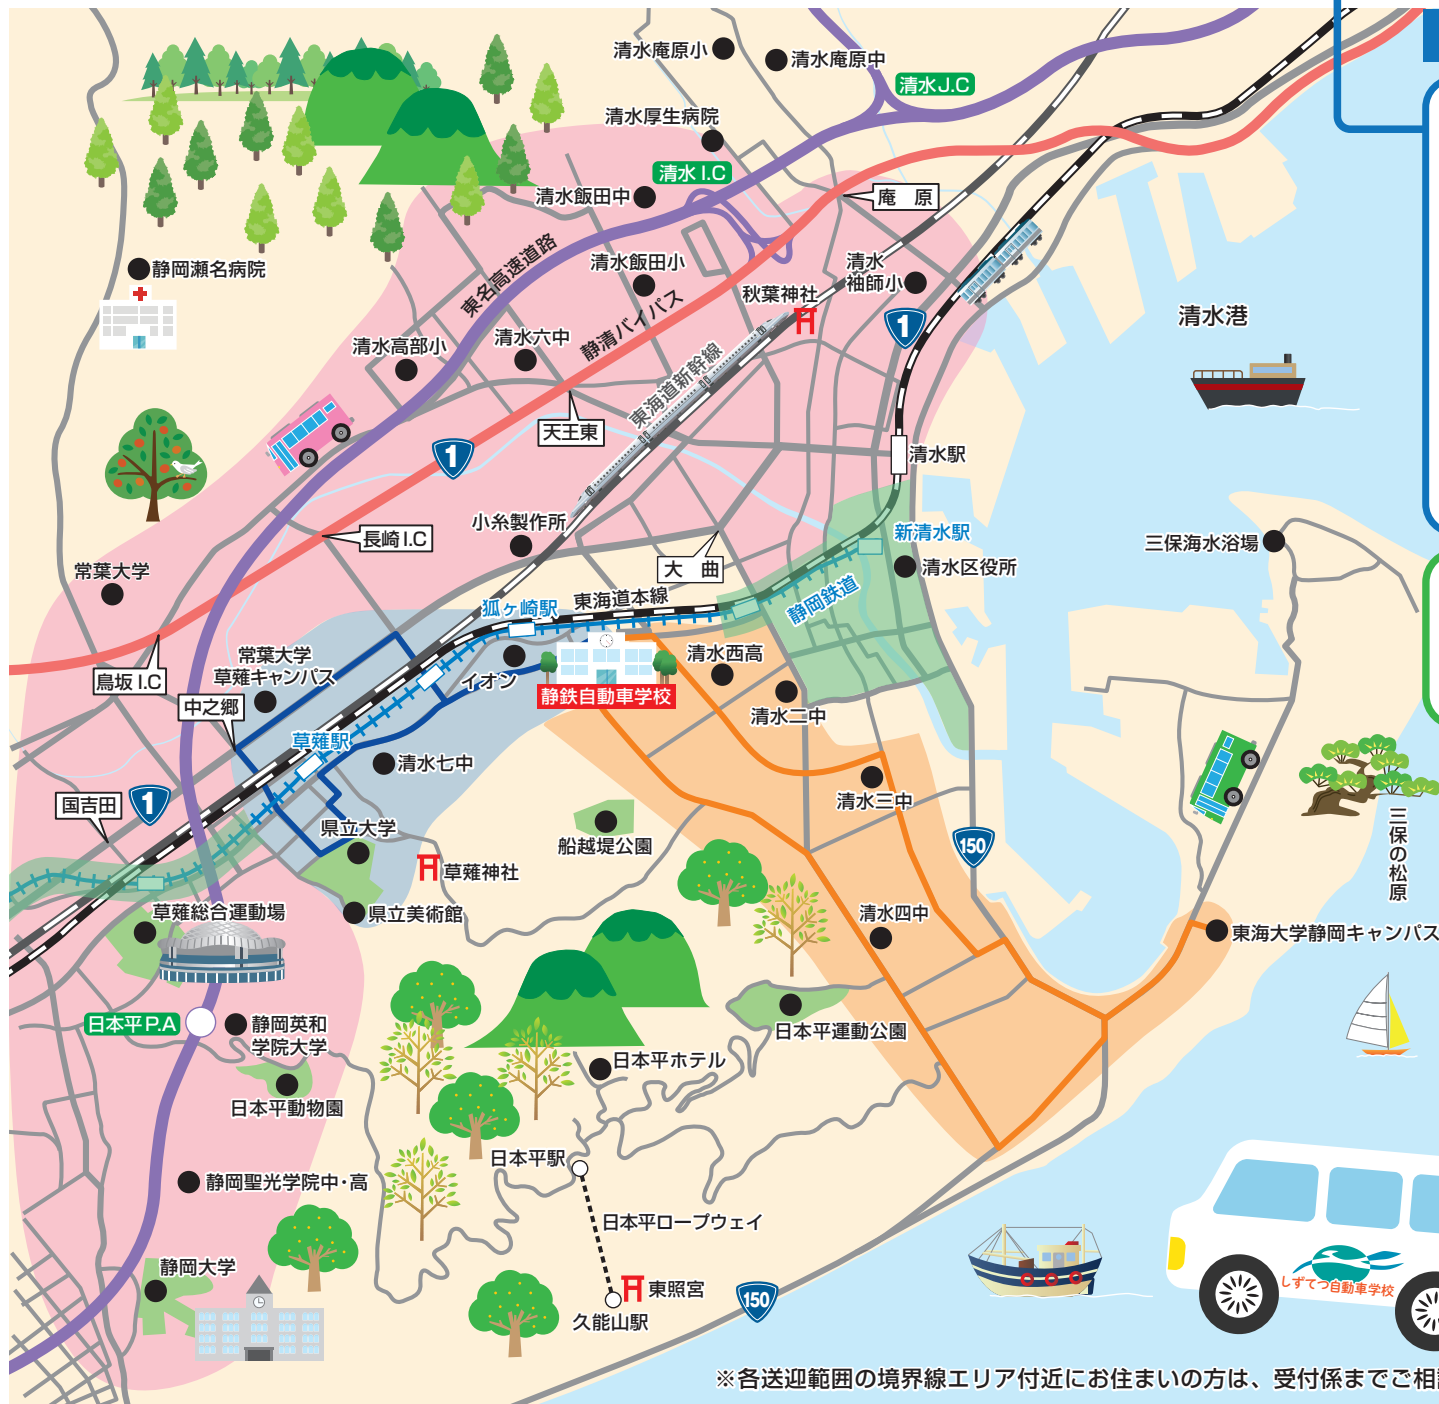 清水庵原小
清水庵原中
清水J.C
清水厚生病院
清水I.C
清水飯田中
庵 原
東名高速道路
静岡瀬名病院
清水飯田小
清水
袖師小
秋葉神社
静清バイパス
1
清水港
清水六中
清水高部小
東海道新幹線
天王東
1
清水駅
小糸製作所
長崎I.C
新清水駅
三保海水浴場
大 曲
清水区役所
常葉大学
静岡鉄道
東海道本線
狐ヶ崎駅
常葉大学
草薙キャンパス
清水西高
イオン
鳥坂I.C
静鉄自動車学校
中之郷
清水二中
草薙駅
清水七中
国吉田
1
清水三中
三保の松原
県立大学
船越堤公園
150
草薙神社
草薙総合運動場
県立美術館
清水四中
東海大学静岡キャンパス
日本平P.A
静岡英和
学院大学
日本平運動公園
日本平ホテル
日本平動物園
日本平駅
静岡聖光学院中・高
日本平ロープウェイ
静岡大学
東照宮
しずてつ自動車学校
150
久能山駅
※各送迎範囲の境界線エリア付近にお住まいの方は、受付係までご相